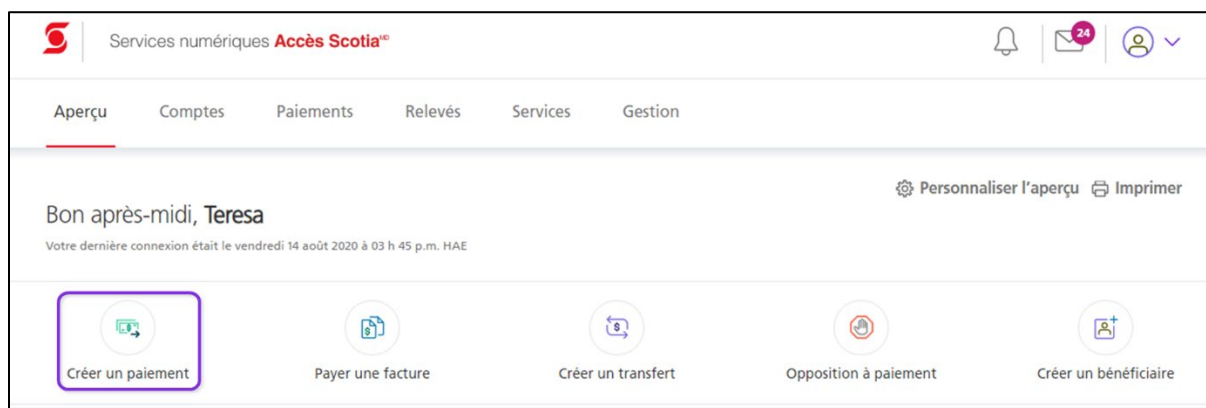 Services numériques Accès Scotia MD
24
Aperçu Comptes Paiements Relevés Services Gestion
Personnaliser l'aperçu Imprimer
Bon après-midi, Teresa
Votre dernière connexion était le vendredi 14 août 2020 à 03 h 45 p.m. HAE
Créer un paiement Payer une facture Créer un transfert Opposition à paiement Créer un bénéficiaire